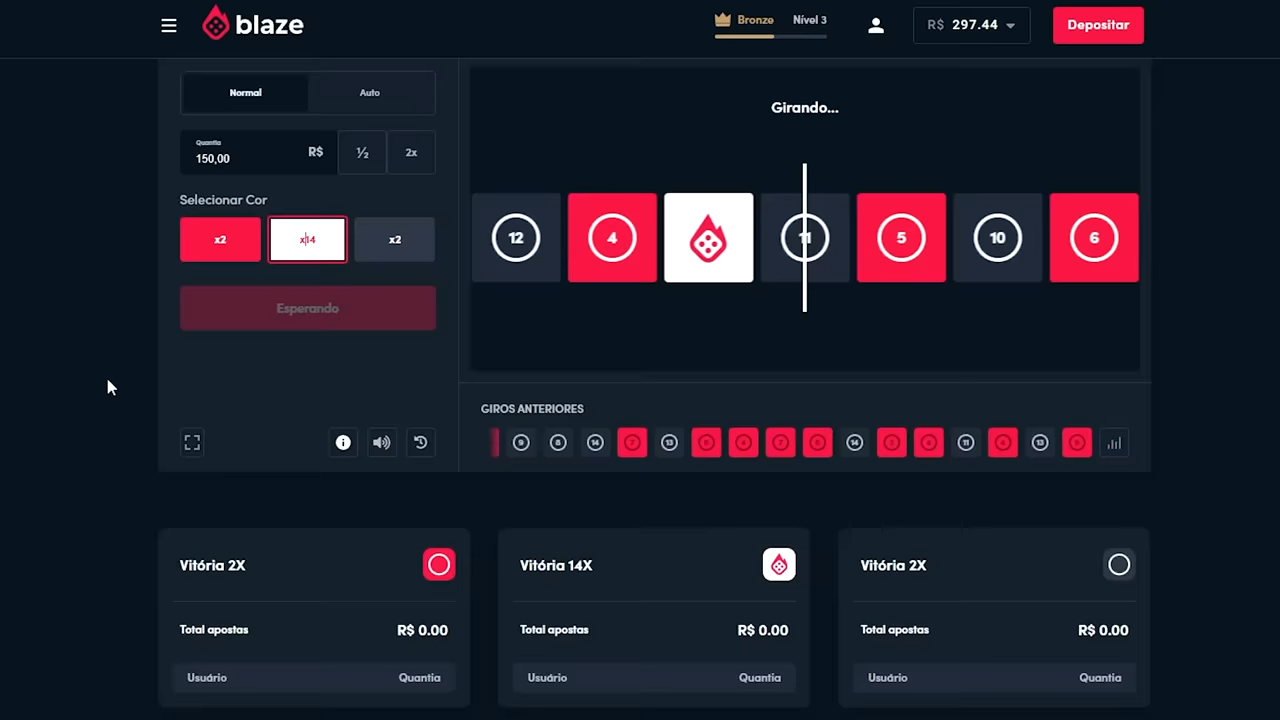 blaze
Bronze Nível 3
R$ 297.44
Depositar
Normal Auto
Quantia
150,00 R$ ½ 2x
Selecionar Cor
x2 x14 x2
Esperando
Girando...
12 4 11 5 10 6
GIROS ANTERIORES
9 8 14 13 14 11 13
Vitória 2X
Total apostas R$ 0.00
Usuário Quantia
Vitória 14X
Total apostas R$ 0.00
Usuário Quantia
Vitória 2X
Total apostas R$ 0.00
Usuário Quantia